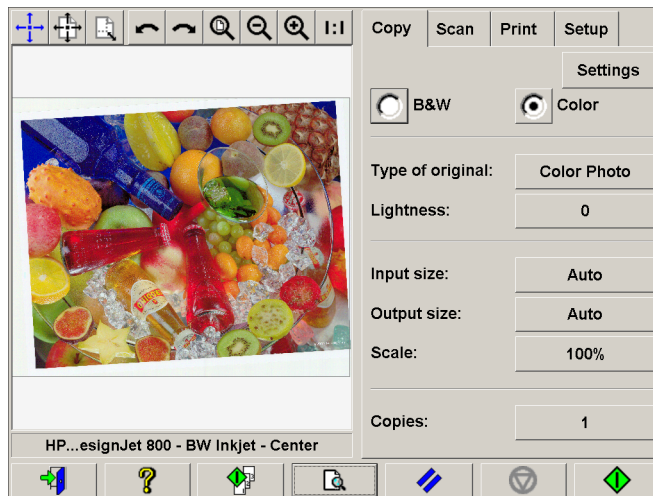 1:1
Copy Scan Print Setup
Settings
B&W Color
Type of original: Color Photo
Lightness: 0
Input size: Auto
Output size: Auto
Scale: 100%
Copies: 1
HP...esignJet 800 - BW Inkjet - Center